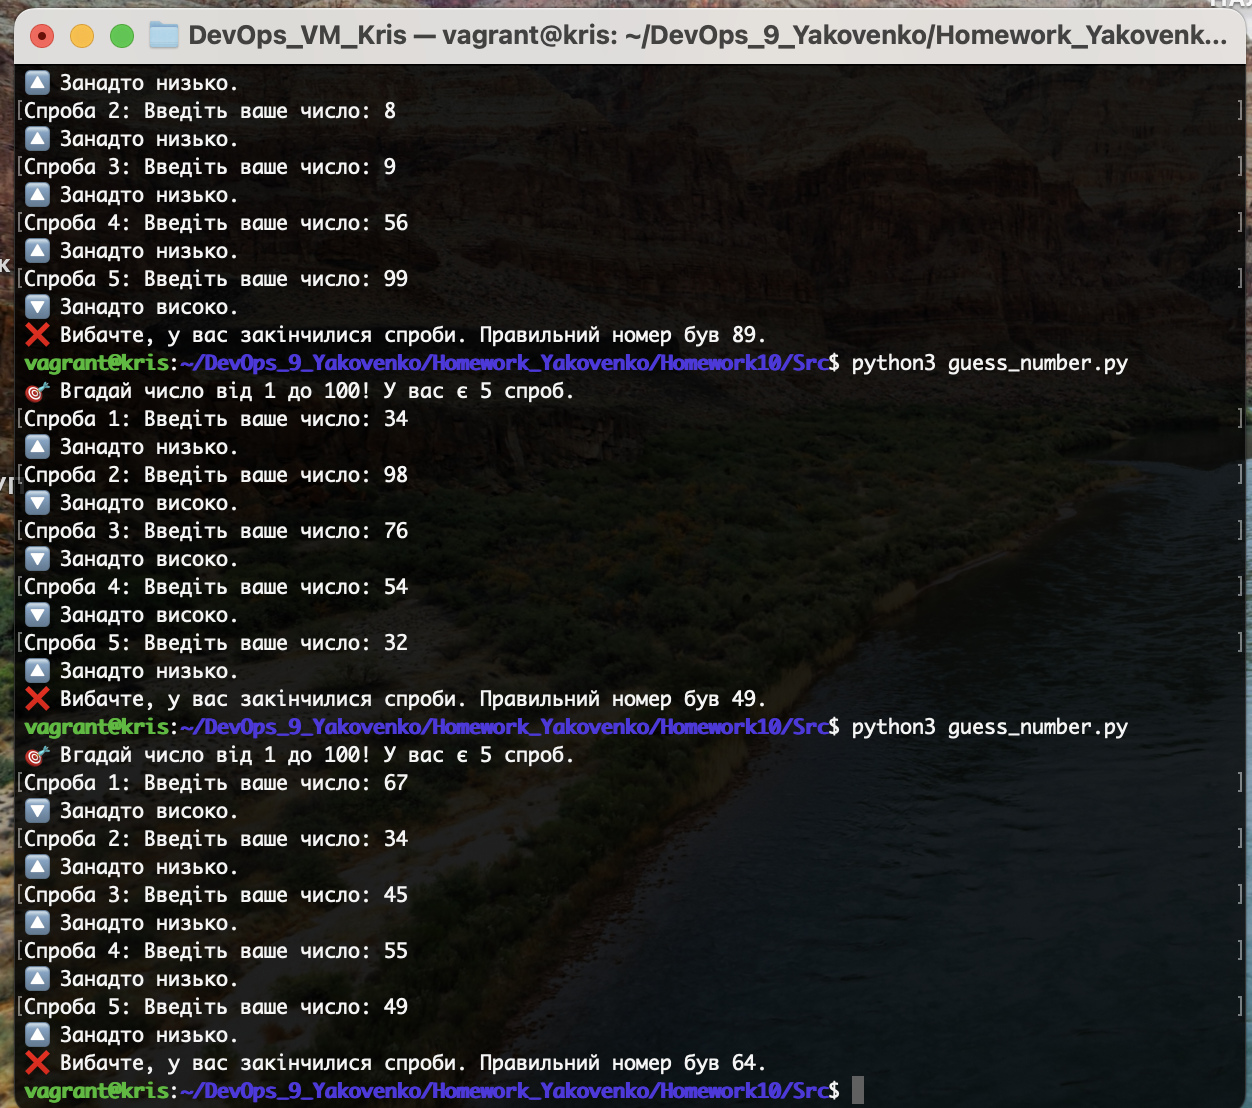 DevOps_VM_Kris — vagrant@kris: ~/DevOps_9_Yakovenko/Homework_Yakovenk...
Занадто низько.
Спроба 2: Введіть ваше число: 8
Занадто низько.
Спроба 3: Введіть ваше число: 9
Занадто низько.
Спроба 4: Введіть ваше число: 56
Занадто низько.
Спроба 5: Введіть ваше число: 99
Занадто високо.
Вибачте, у вас закінчилися спроби. Правильний номер був 89.
vagrant@kris:~/DevOps_9_Yakovenko/Homework_Yakovenko/Homework10/Src$ python3 guess_number.py
Вгадай число від 1 до 100! У вас є 5 спроб.
Спроба 1: Введіть ваше число: 34
Занадто низько.
Спроба 2: Введіть ваше число: 98
Занадто високо.
Спроба 3: Введіть ваше число: 76
Занадто високо.
Спроба 4: Введіть ваше число: 54
Занадто високо.
Спроба 5: Введіть ваше число: 32
Занадто низько.
Вибачте, у вас закінчилися спроби. Правильний номер був 49.
vagrant@kris:~/DevOps_9_Yakovenko/Homework_Yakovenko/Homework10/Src$ python3 guess_number.py
Вгадай число від 1 до 100! У вас є 5 спроб.
Спроба 1: Введіть ваше число: 67
Занадто високо.
Спроба 2: Введіть ваше число: 34
Занадто низько.
Спроба 3: Введіть ваше число: 45
Занадто низько.
Спроба 4: Введіть ваше число: 55
Занадто низько.
Спроба 5: Введіть ваше число: 49
Занадто низько.
Вибачте, у вас закінчилися спроби. Правильний номер був 64.
vagrant@kris:~/DevOps_9_Yakovenko/Homework_Yakovenko/Homework10/Src$